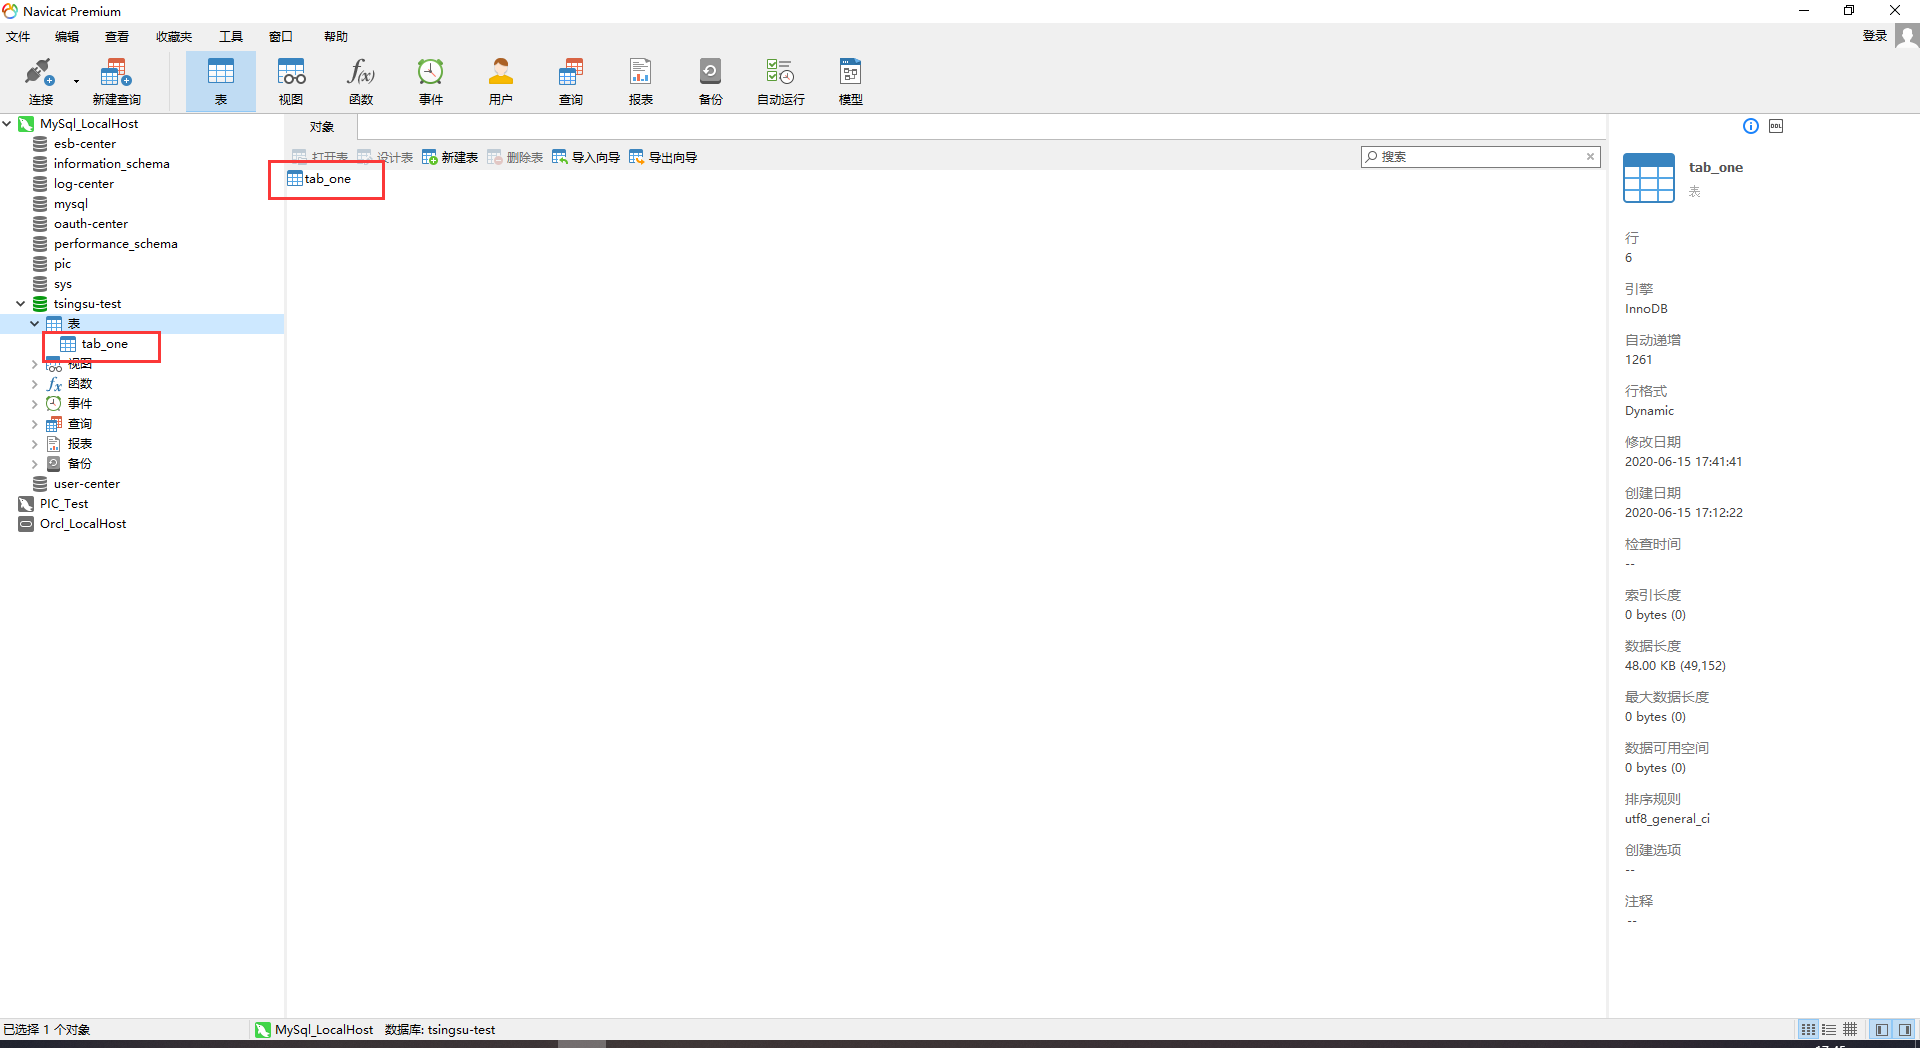 Navicat Premium
文件 编辑 查看 收藏夹 工具 窗口 帮助
登录
连接 新建查询 表 视图 函数 事件 用户 查询 报表 备份 自动运行 模型
MySql_LocalHost
esb-center
information_schema
log-center
mysql
oauth-center
performance_schema
pic
sys
tsingsu-test
表
tab_one
视图
函数
事件
查询
报表
备份
user-center
PIC_Test
Orcl_LocalHost
对象
打开表 设计表 新建表 删除表 导入向导 导出向导
搜索
tab_one
DDL
tab_one
表
行
6
引擎
InnoDB
自动递增
1261
行格式
Dynamic
修改日期
2020-06-15 17:41:41
创建日期
2020-06-15 17:12:22
检查时间
--
索引长度
0 bytes (0)
数据长度
48.00 KB (49,152)
最大数据长度
0 bytes (0)
数据可用空间
0 bytes (0)
排序规则
utf8_general_ci
创建选项
--
注释
--
已选择 1 个对象
MySql_LocalHost 数据库: tsingsu-test